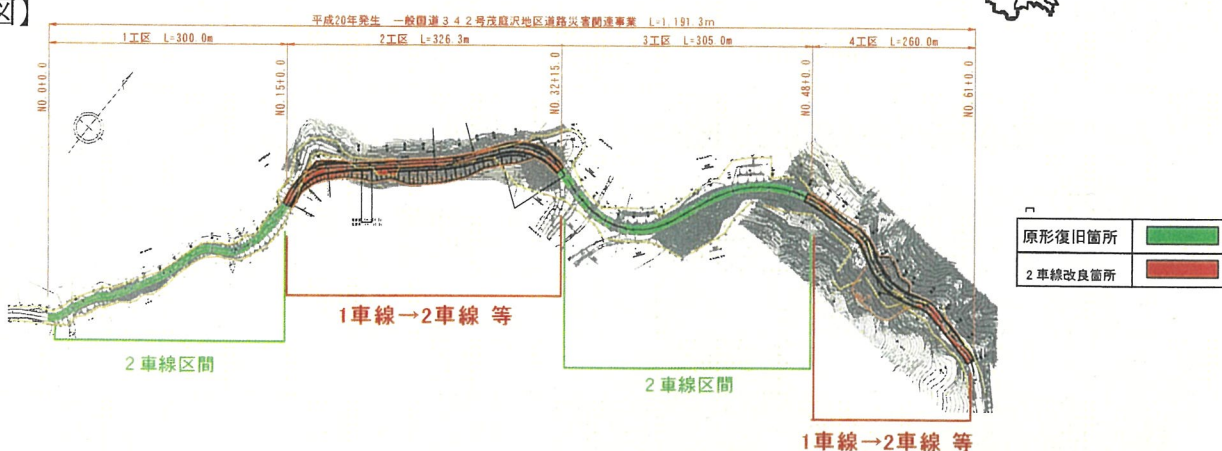 図】
平成20年発生 一般国道342号茂庭沢地区道路災害関連事業 L=1,191.3m
1工区 L=300.0m
2工区 L=326.3m
3工区 L=305.0m
4工区 L=260.0m
NO.0+0.0
NO.15+0.0
NO.32+15.0
NO.48+0.0
NO.61+0.0
原形復旧箇所
2車線改良箇所
1車線→2車線 等
2車線区間
2車線区間
1車線→2車線 等